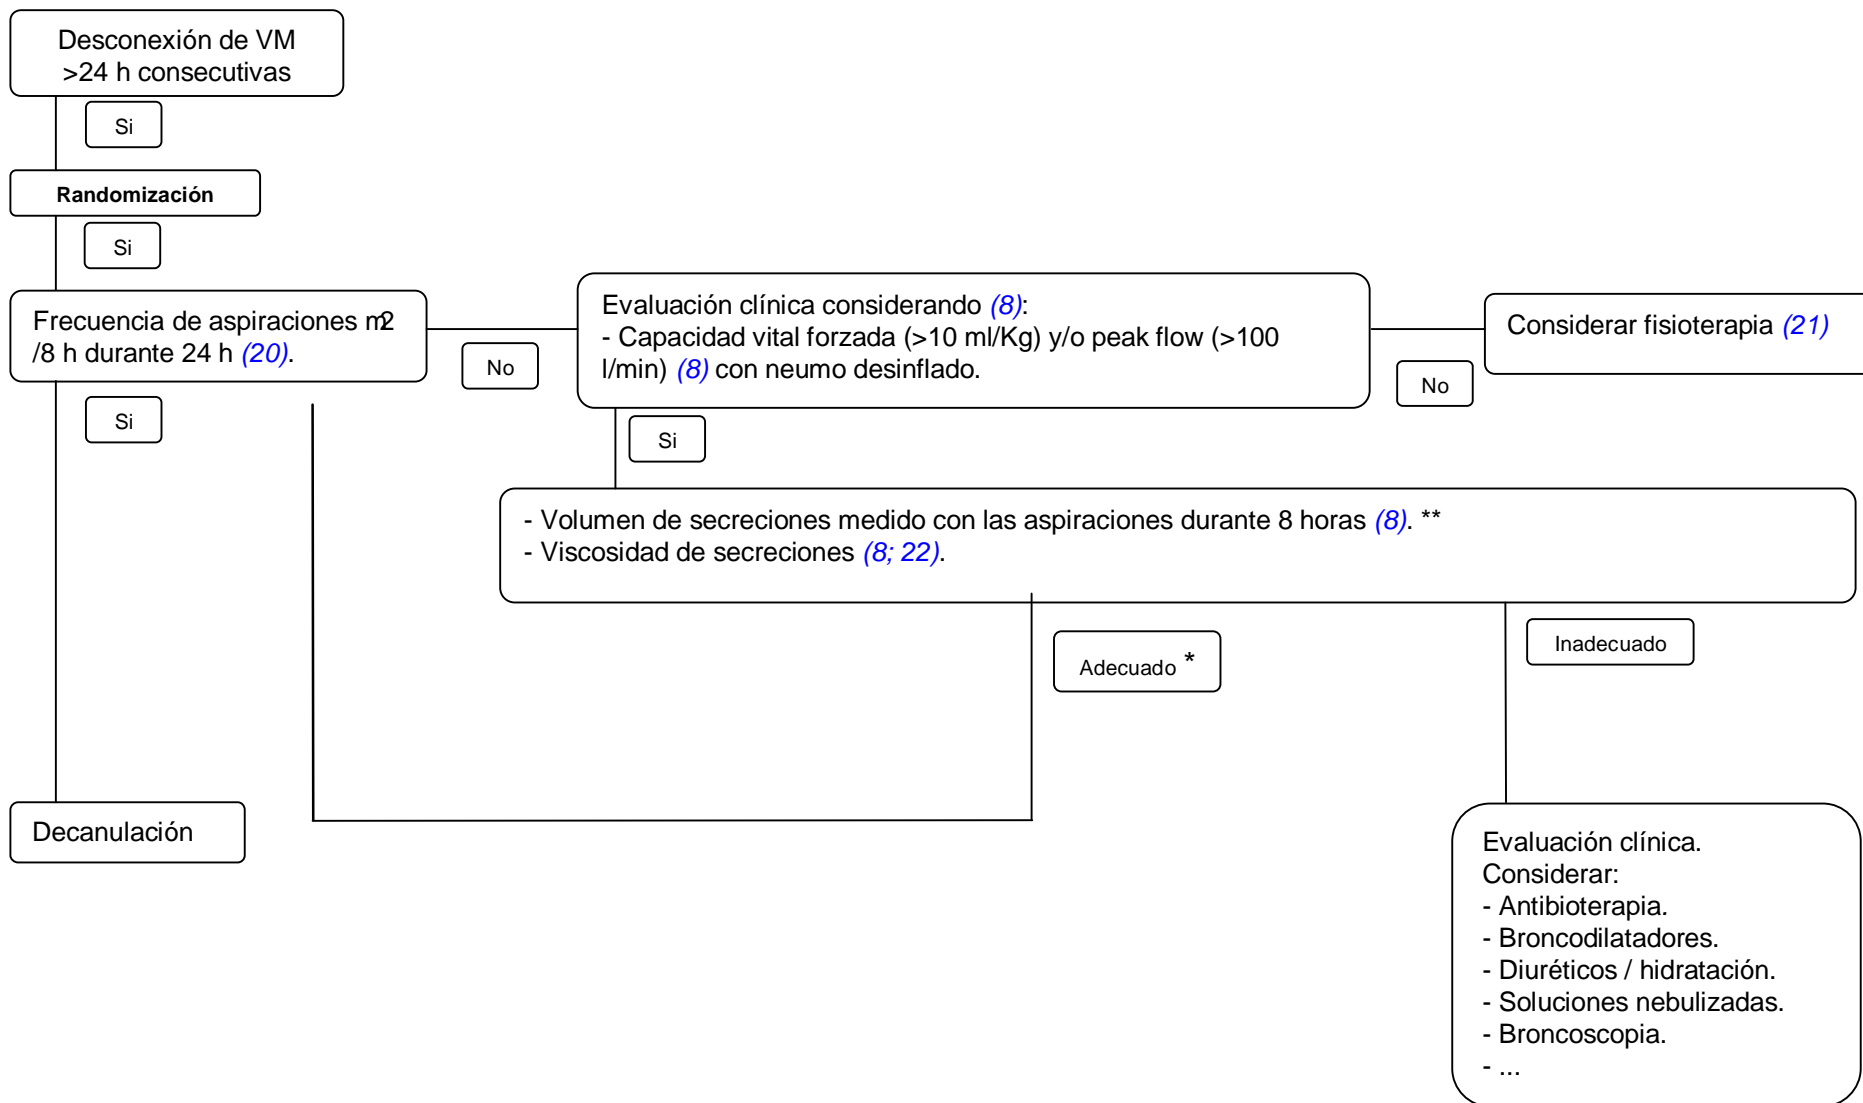 Desconexión de VM
>24 h consecutivas
Si
Randomización
Si
Frecuencia de aspiraciones m2
/8 h durante 24 h (20).
No
Evaluación clínica considerando (8):
- Capacidad vital forzada (>10 ml/Kg) y/o peak flow (>100
l/min) (8) con neumo desinflado.
No
Considerar fisioterapia (21)
Si
Si
- Volumen de secreciones medido con las aspiraciones durante 8 horas (8). **
- Viscosidad de secreciones (8; 22).
Adecuado *
Inadecuado
Decanulación
Evaluación clínica.
Considerar:
- Antibioterapia.
- Broncodilatadores.
- Diuréticos / hidratación.
- Soluciones nebulizadas.
- Broncoscopia.
- ...